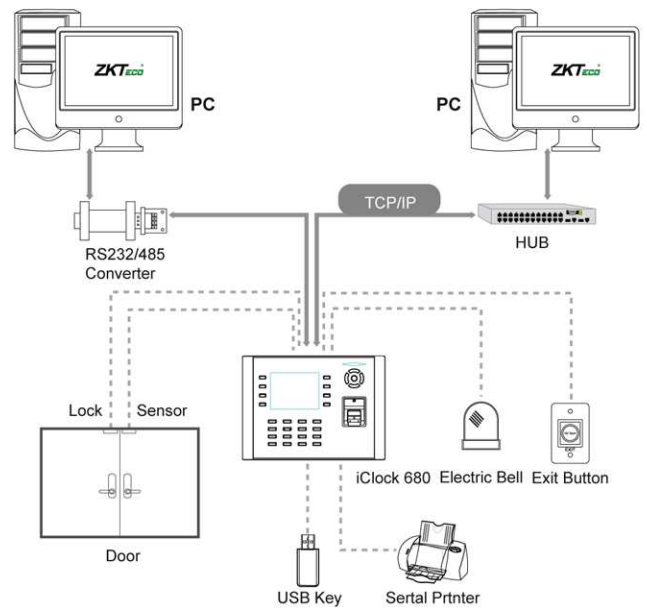 ZKTECO
PC
PC
ZKTECO
TCP/IP
RS232/485
Converter
HUB
Lock
Sensor
iClock 680
Electric Bell
Exit Button
EXIT
Door
USB Key
Sertal Prtnter